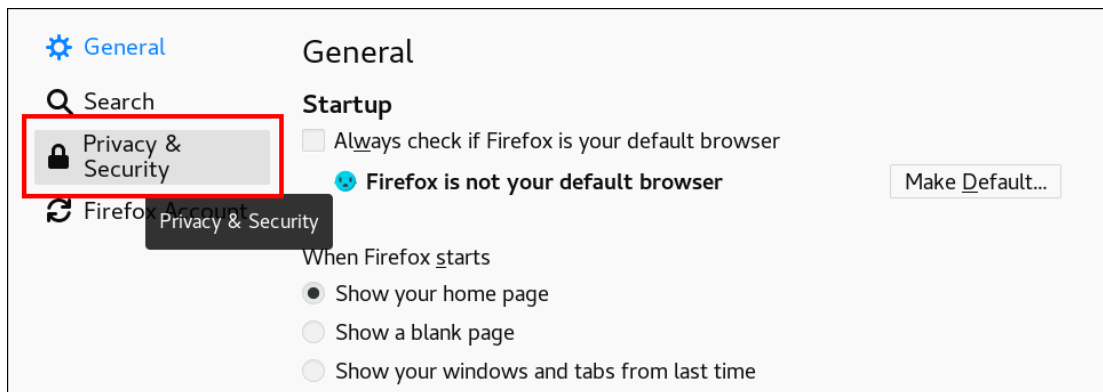 General
Search
Privacy &
Security
Firefox Account
Privacy & Security
General
Startup
Always check if Firefox is your default browser
Firefox is not your default browser
Make Default...
When Firefox starts
Show your home page
Show a blank page
Show your windows and tabs from last time